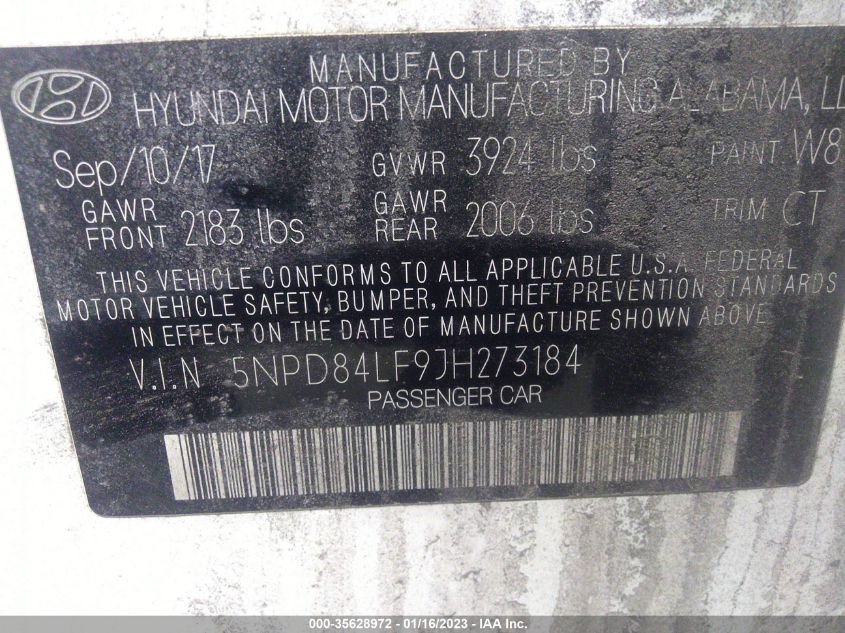 MANUFACTURED BY
HYUNDAI MOTOR MANUFACTURING ALABAMA, LL
Sep/10/17 GVWR 3924 lbs PAINT W8
GAWR FRONT 2183 lbs GAWR REAR 2006 lbs TRIM CT
THIS VEHICLE CONFORMS TO ALL APPLICABLE U.S.A. FEDERAL
MOTOR VEHICLE SAFETY, BUMPER, AND THEFT PREVENTION STANDARDS
IN EFFECT ON THE DATE OF MANUFACTURE SHOWN ABOVE
V.I.N 5NPD84LF9JH273184
PASSENGER CAR
000-35628972 - 01/16/2023 - IAA Inc.